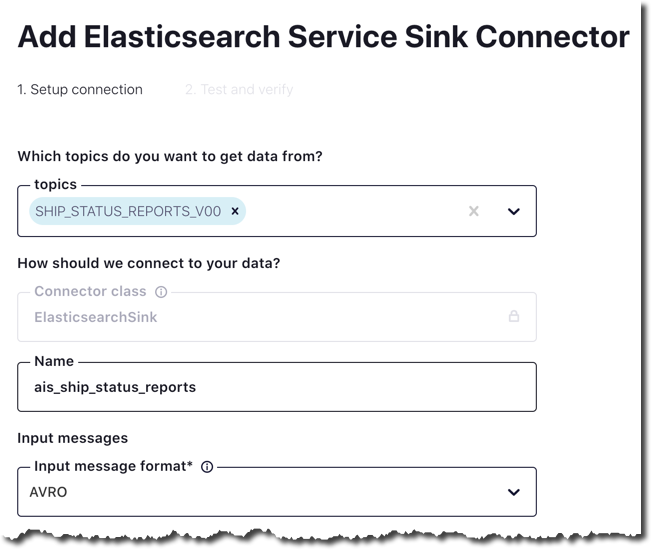 Add Elasticsearch Service Sink Connector
1. Setup connection 2. Test and verify
Which topics do you want to get data from?
topics
SHIP_STATUS_REPORTS_V00
How should we connect to your data?
Connector class
ElasticsearchSink
Name
ais_ship_status_reports
Input messages
Input message format*
AVRO